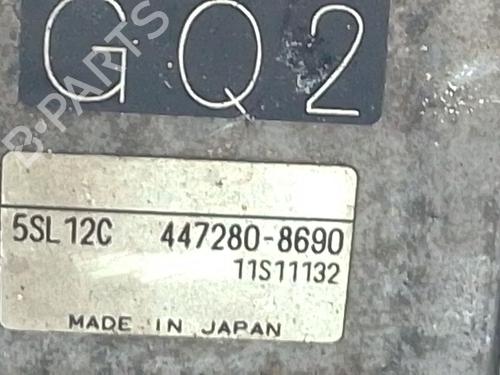 GQ2
5SL12C 447280-8690
11S11132
MADE IN JAPAN
B-PARTS